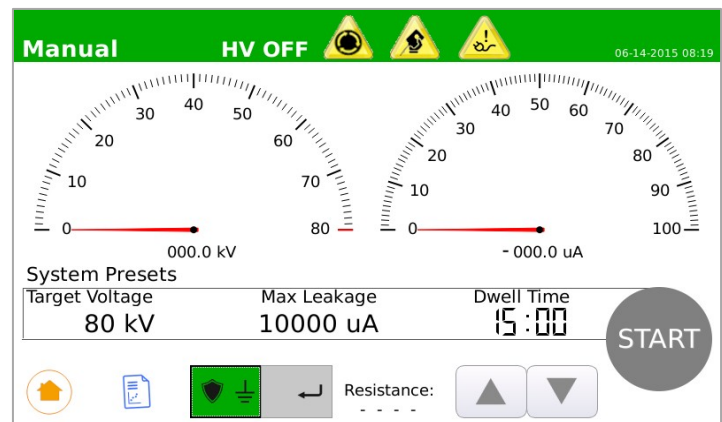 Manual HV OFF 06-14-2015 08:19
0 10 20 30 40 50 60 70 80
000.0 kV
0 10 20 30 40 50 60 70 80 90 100
- 000.0 uA
System Presets
Target Voltage Max Leakage Dwell Time
80 kV 10000 uA 15:00
START
Resistance:
- - - -